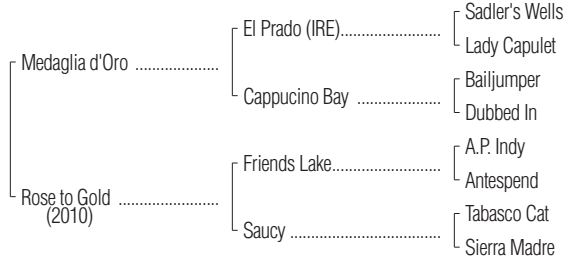 Sadler's Wells
El Prado (IRE)....................
Lady Capulet
Medaglia d'Oro .................
Bailjumper
Cappucino Bay .................
Dubbed In
A.P. Indy
Friends Lake......................
Antespend
Rose to Gold ....................
(2010)
Tabasco Cat
Saucy ..............................
Sierra Madre